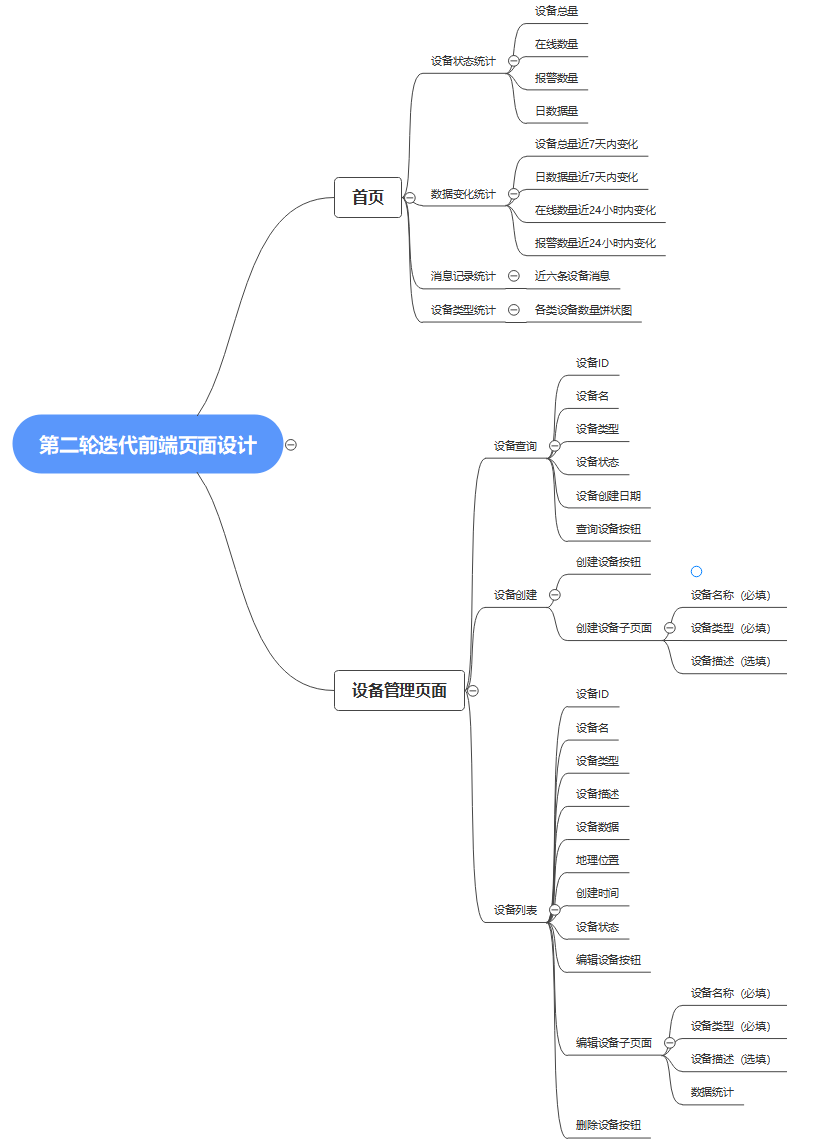 第二轮迭代前端页面设计
首页
设备状态统计
设备总量
在线数量
报警数量
日数据量
数据变化统计
设备总量近7天内变化
日数据量近7天内变化
在线数量近24小时内变化
报警数量近24小时内变化
消息记录统计
近六条设备消息
设备类型统计
各类设备数量饼状图
设备管理页面
设备查询
设备ID
设备名
设备类型
设备状态
设备创建日期
查询设备按钮
设备创建
创建设备按钮
创建设备子页面
设备名称（必填）
设备类型（必填）
设备描述（选填）
设备列表
设备ID
设备名
设备类型
设备描述
设备数据
地理位置
创建时间
设备状态
编辑设备按钮
编辑设备子页面
设备名称（必填）
设备类型（必填）
设备描述（选填）
数据统计
删除设备按钮